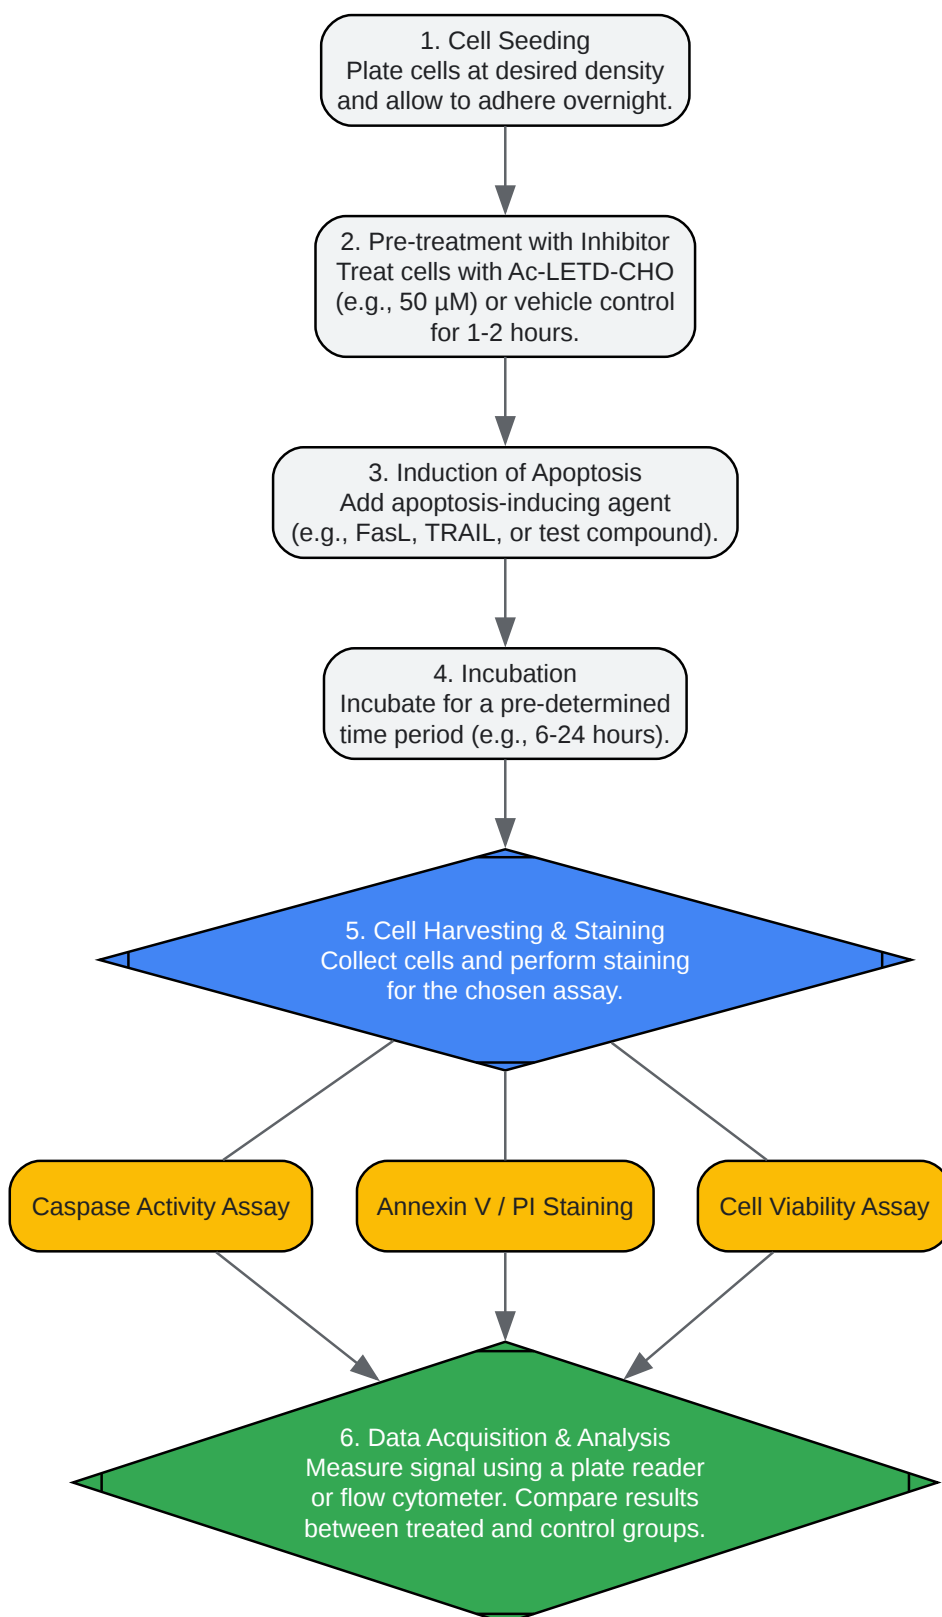 1. Cell Seeding
Plate cells at desired density
and allow to adhere overnight.
2. Pre-treatment with Inhibitor
Treat cells with Ac-LETD-CHO
(e.g., 50 µM) or vehicle control
for 1-2 hours.
3. Induction of Apoptosis
Add apoptosis-inducing agent
(e.g., FasL, TRAIL, or test compound).
4. Incubation
Incubate for a pre-determined
time period (e.g., 6-24 hours).
5. Cell Harvesting & Staining
Collect cells and perform staining
for the chosen assay.
Caspase Activity Assay
Annexin V / PI Staining
Cell Viability Assay
6. Data Acquisition & Analysis
Measure signal using a plate reader
or flow cytometer. Compare results
between treated and control groups.